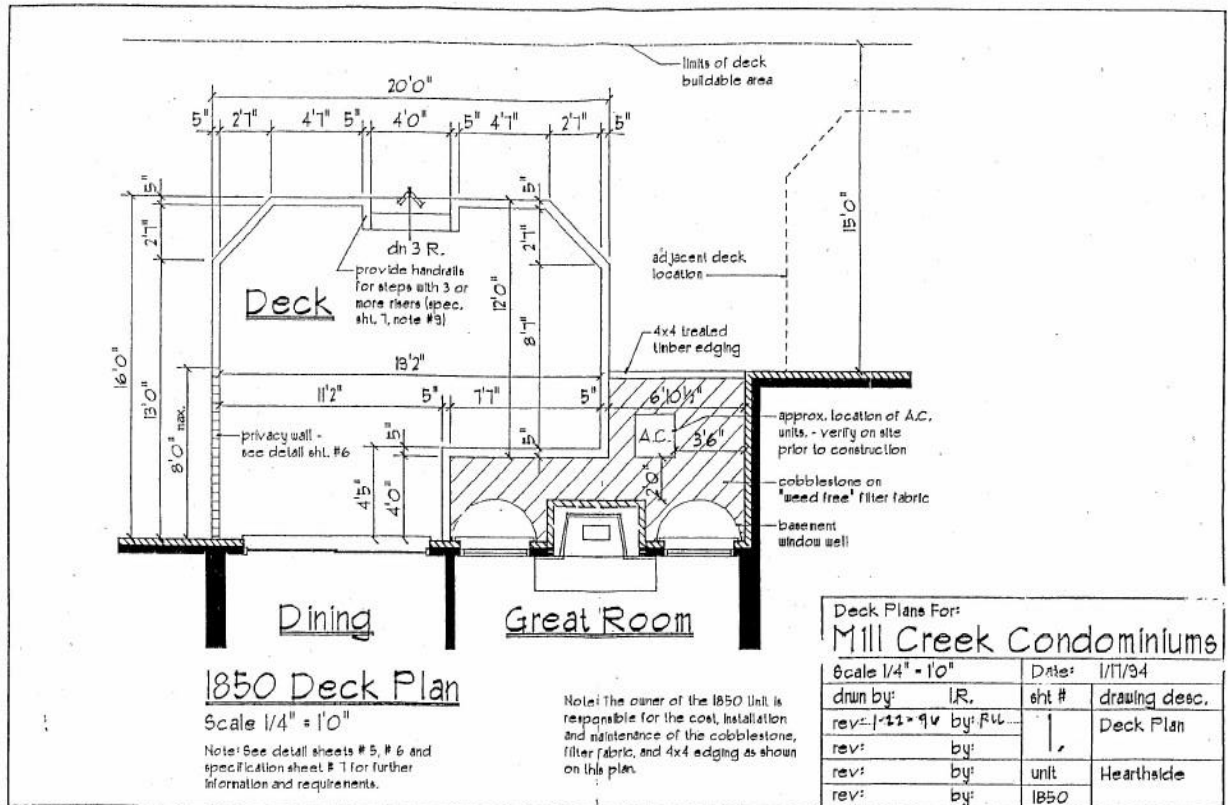 limits of deck
buildable area
20'0"
5" 2'7" 4'7" 5" 4'0" 5" 4'7" 2'7" 5"
5"
2'7"
16'0"
13'0"
8'0" max.
dn 3 R.
provide handrails
for steps with 3 or
more risers (spec.
sht. 7, note #9)
Deck
5"
2'7"
12'0"
8'7"
15'0"
adjacent deck
location
4x4 treated
timber edging
19'2"
11'2" 5" 7'7" 5" 6'10 1/2"
privacy wall -
see detail sht. #6
5"
4'5"
4'0"
5"
A.C.
3'6"
2'0"
approx. location of A.C.
units. - verify on site
prior to construction
cobblestone on
"weed free" filter fabric
basement
window well
Dining
Great Room
1850 Deck Plan
Scale 1/4" = 1'0"
Note: See detail sheets # 5, # 6 and
specification sheet # 7 for further
information and requirements.
Note: The owner of the 1850 Unit is
responsible for the cost, installation
and maintenance of the cobblestone,
filter fabric, and 4x4 edging as shown
on this plan.
Deck Plans For:
Mill Creek Condominiums
Scale 1/4" = 1'0" Date: 1/17/94
drwn by: I.R. sht # drawing desc.
rev: by: 1. Deck Plan
rev: by:
rev: by: unit Hearthside
rev: by: 1850